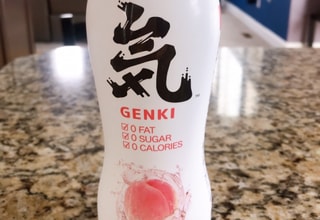 気
GENKI
☑ 0 FAT
☑ 0 SUGAR
☑ 0 CALORIES